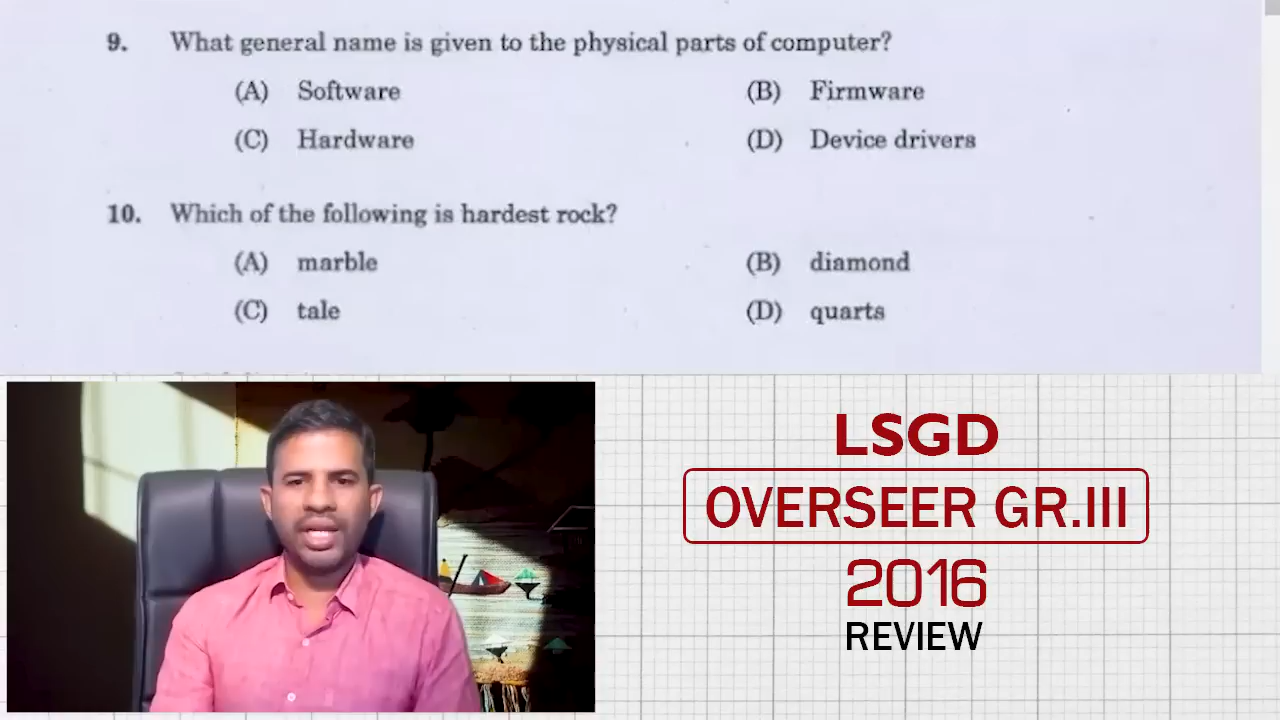 9. What general name is given to the physical parts of computer?
(A) Software (B) Firmware
(C) Hardware (D) Device drivers
10. Which of the following is hardest rock?
(A) marble (B) diamond
(C) tale (D) quarts
LSGD
OVERSEER GR.III
2016
REVIEW